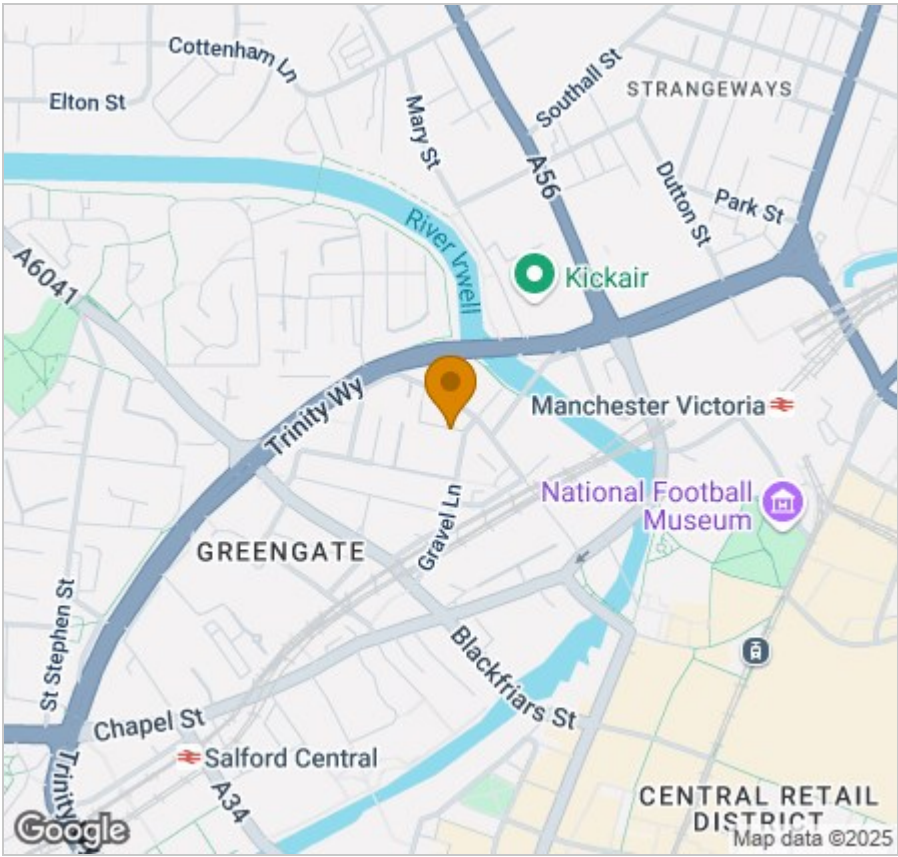 Cottenham Ln
Elton St
Mary St
Southall St
STRANGEWAYS
A56
Dutton St
Park St
River Irwell
Kickair
A6041
Trinity Wy
Manchester Victoria
National Football
Museum
Gravel Ln
GREENGATE
St Stephen St
Blackfriars St
Chapel St
Salford Central
Trinity
A34
CENTRAL RETAIL
DISTRICT
Google
Map data ©2025